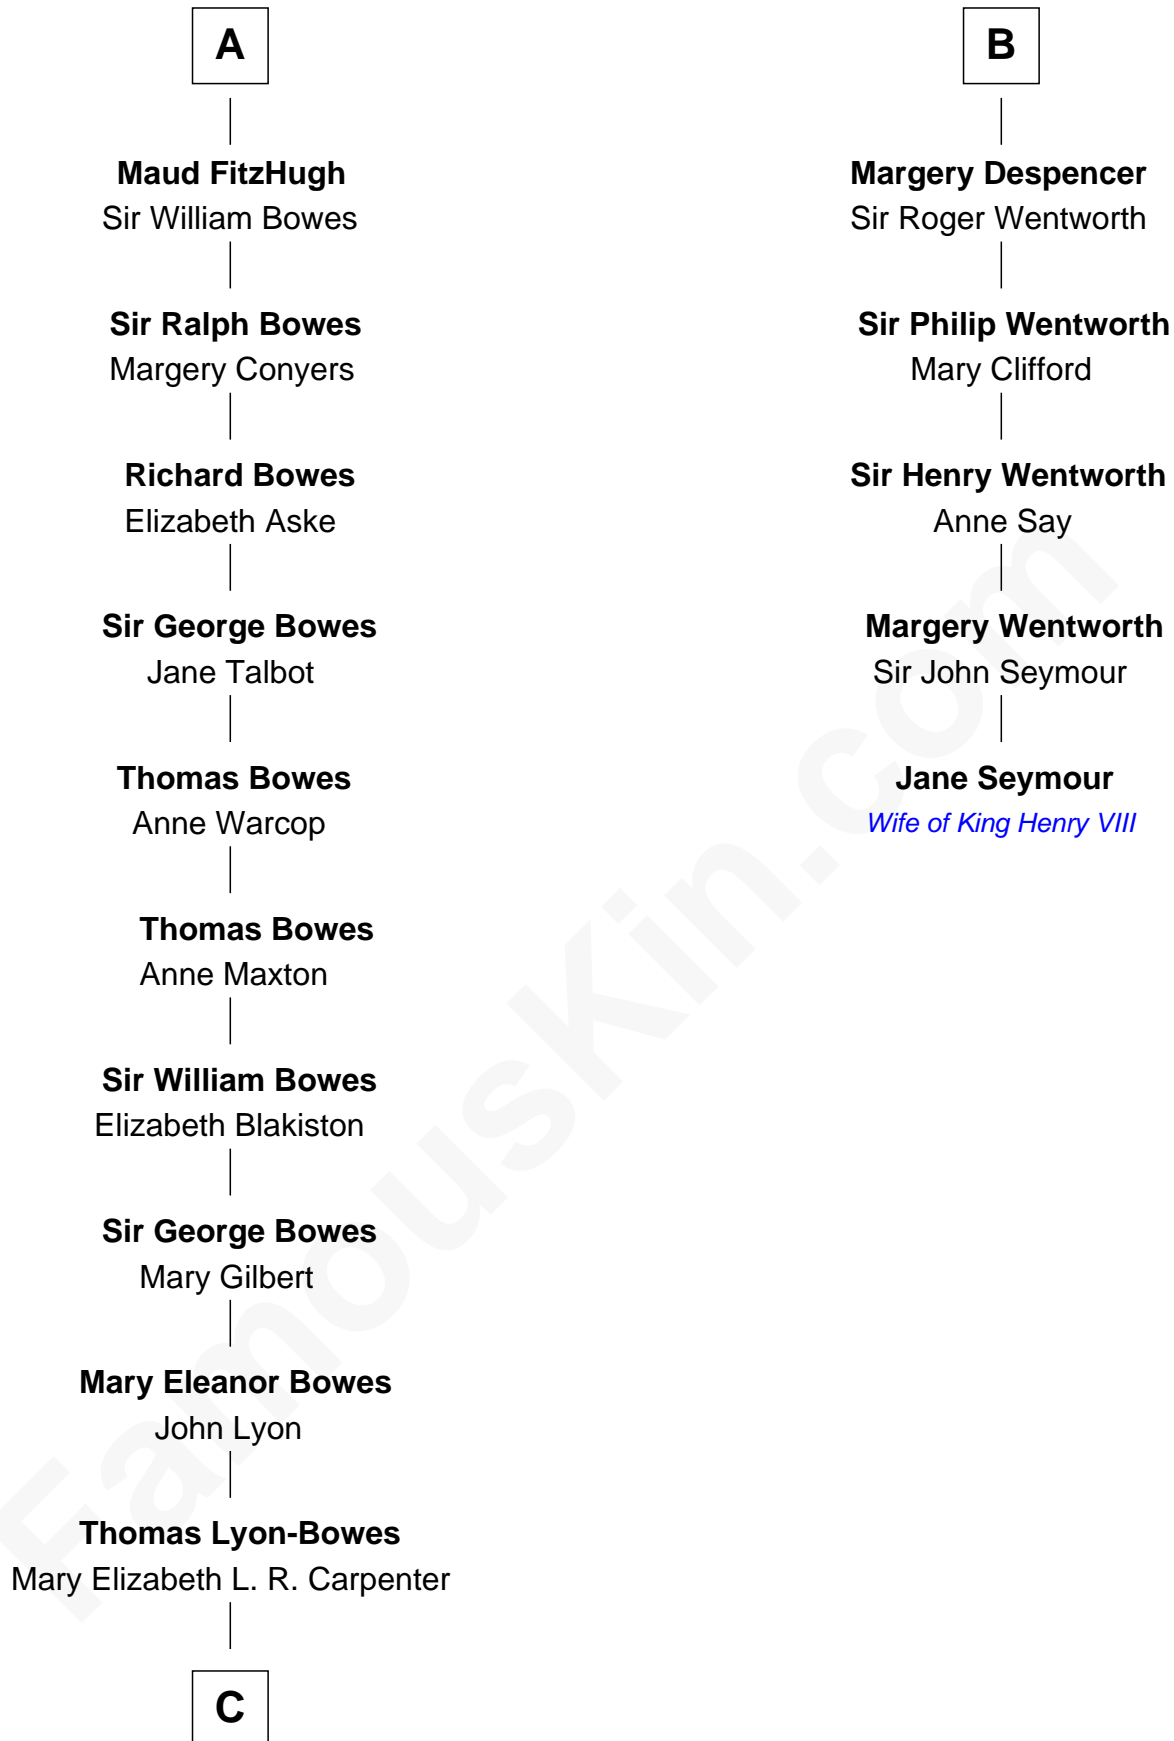 A
Maud FitzHugh
Sir William Bowes
Sir Ralph Bowes
Margery Conyers
Richard Bowes
Elizabeth Aske
Sir George Bowes
Jane Talbot
Thomas Bowes
Anne Warcop
Thomas Bowes
Anne Maxton
Sir William Bowes
Elizabeth Blakiston
Sir George Bowes
Mary Gilbert
Mary Eleanor Bowes
John Lyon
Thomas Lyon-Bowes
Mary Elizabeth L. R. Carpenter
C
B
Margery Despencer
Sir Roger Wentworth
Sir Philip Wentworth
Mary Clifford
Sir Henry Wentworth
Anne Say
Margery Wentworth
Sir John Seymour
Jane Seymour
Wife of King Henry VIII
FamousKin.com